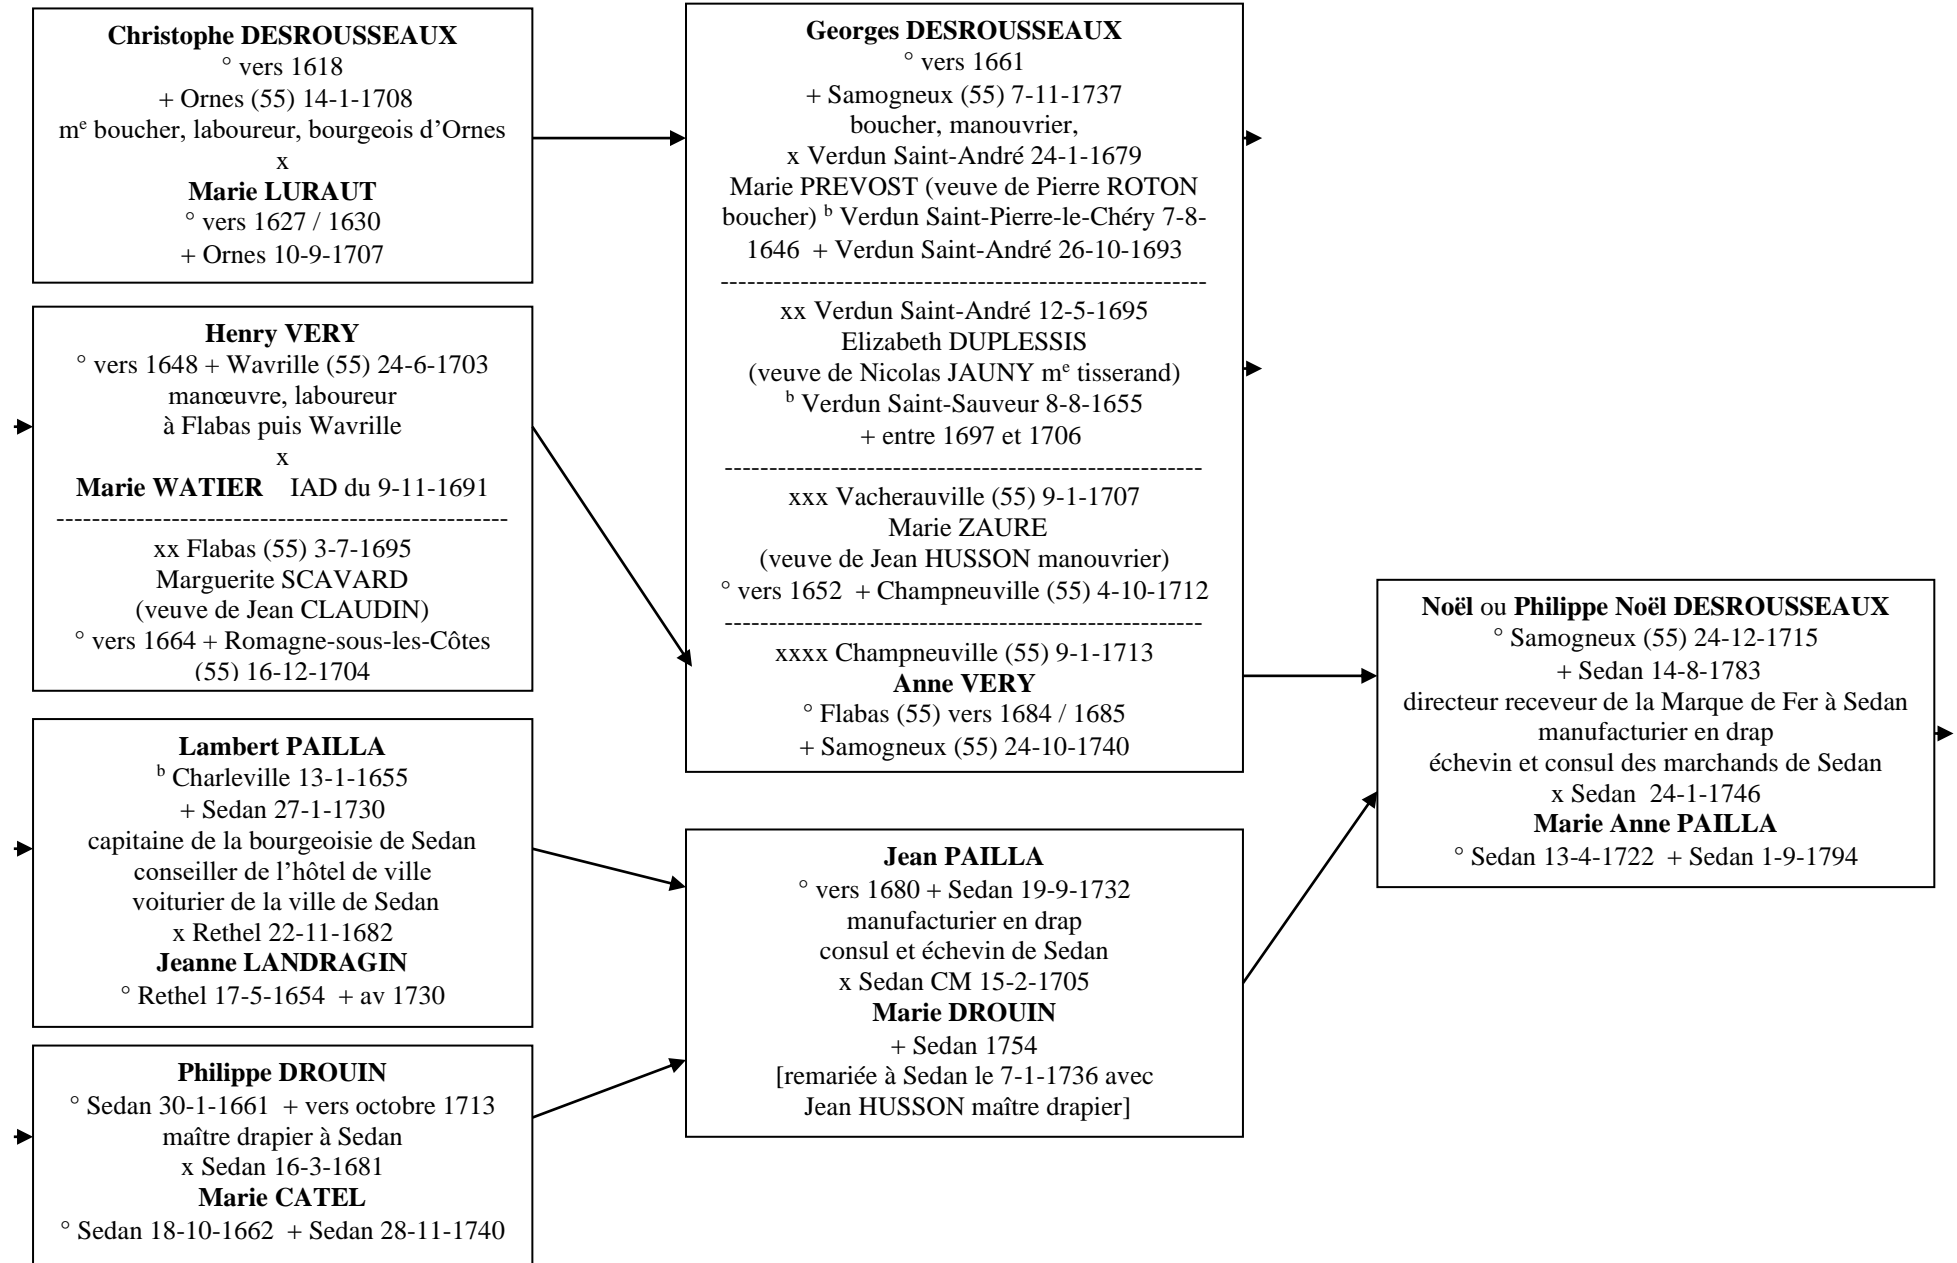 Christophe DESROUSSEAUX
° vers 1618
+ Ornes (55) 14-1-1708
me boucher, laboureur, bourgeois d’Ornes
x
Marie LURAUT
° vers 1627 / 1630
+ Ornes 10-9-1707
Henry VERY
° vers 1648 + Wavrille (55) 24-6-1703
manœuvre, laboureur
à Flabas puis Wavrille
x
Marie WATIER IAD du 9-11-1691
---------------------------------------------------
xx Flabas (55) 3-7-1695
Marguerite SCAVARD
(veuve de Jean CLAUDIN)
° vers 1664 + Romagne-sous-les-Côtes
(55) 16-12-1704
Lambert PAILLA
b Charleville 13-1-1655
+ Sedan 27-1-1730
capitaine de la bourgeoisie de Sedan
conseiller de l’hôtel de ville
voiturier de la ville de Sedan
x Rethel 22-11-1682
Jeanne LANDRAGIN
° Rethel 17-5-1654 + av 1730
Philippe DROUIN
° Sedan 30-1-1661 + vers octobre 1713
maître drapier à Sedan
x Sedan 16-3-1681
Marie CATEL
° Sedan 18-10-1662 + Sedan 28-11-1740
Georges DESROUSSEAUX
° vers 1661
+ Samogneux (55) 7-11-1737
boucher, manouvrier,
x Verdun Saint-André 24-1-1679
Marie PREVOST (veuve de Pierre ROTON
boucher) b Verdun Saint-Pierre-le-Chéry 7-8-
1646 + Verdun Saint-André 26-10-1693
-------------------------------------------------------
xx Verdun Saint-André 12-5-1695
Elizabeth DUPLESSIS
(veuve de Nicolas JAUNY me tisserand)
b Verdun Saint-Sauveur 8-8-1655
+ entre 1697 et 1706
------------------------------------------------------
xxx Vacherauville (55) 9-1-1707
Marie ZAURE
(veuve de Jean HUSSON manouvrier)
° vers 1652 + Champneuville (55) 4-10-1712
------------------------------------------------------
xxxx Champneuville (55) 9-1-1713
Anne VERY
° Flabas (55) vers 1684 / 1685
+ Samogneux (55) 24-10-1740
Jean PAILLA
° vers 1680 + Sedan 19-9-1732
manufacturier en drap
consul et échevin de Sedan
x Sedan CM 15-2-1705
Marie DROUIN
+ Sedan 1754
[remariée à Sedan le 7-1-1736 avec
Jean HUSSON maître drapier]
Noël ou Philippe Noël DESROUSSEAUX
° Samogneux (55) 24-12-1715
+ Sedan 14-8-1783
directeur receveur de la Marque de Fer à Sedan
manufacturier en drap
échevin et consul des marchands de Sedan
x Sedan 24-1-1746
Marie Anne PAILLA
° Sedan 13-4-1722 + Sedan 1-9-1794